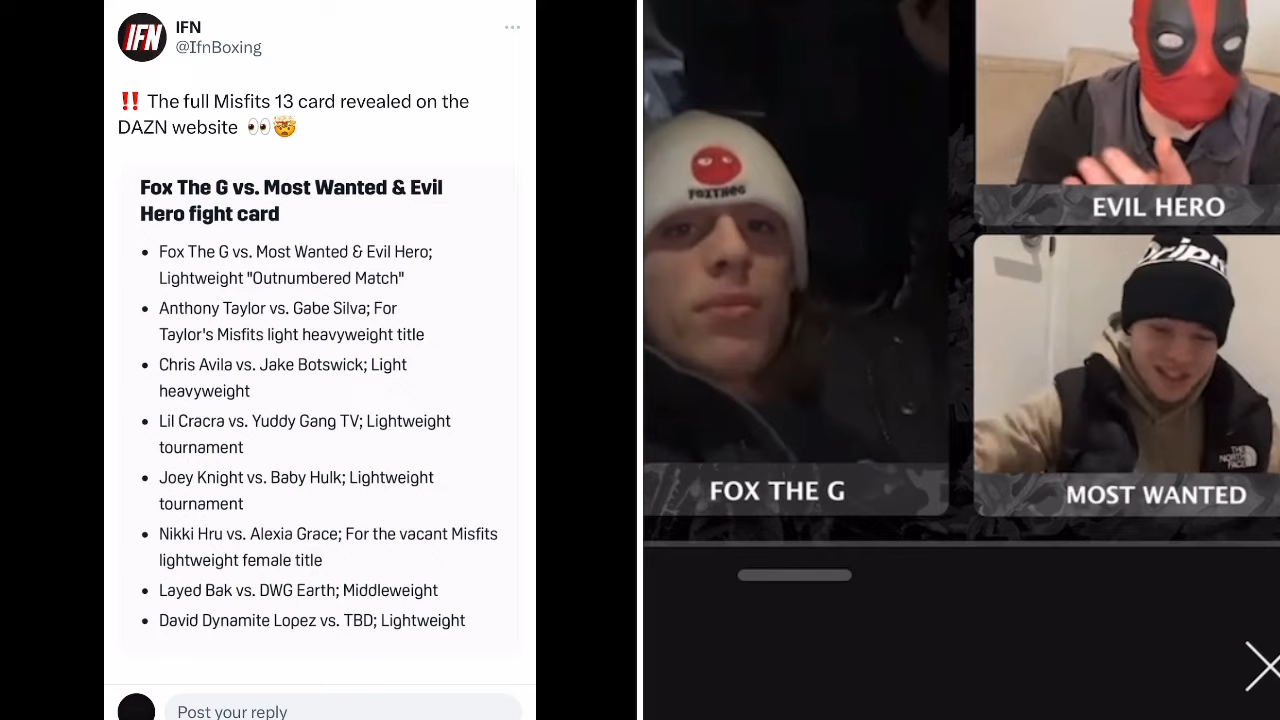 IFN
IFN
@IfnBoxing
‼️ The full Misfits 13 card revealed on the
DAZN website 👀🤯
Fox The G vs. Most Wanted & Evil
Hero fight card
• Fox The G vs. Most Wanted & Evil Hero;
Lightweight "Outnumbered Match"
• Anthony Taylor vs. Gabe Silva; For
Taylor's Misfits light heavyweight title
• Chris Avila vs. Jake Botswick; Light
heavyweight
• Lil Cracra vs. Yuddy Gang TV; Lightweight
tournament
• Joey Knight vs. Baby Hulk; Lightweight
tournament
• Nikki Hru vs. Alexia Grace; For the vacant Misfits
lightweight female title
• Layed Bak vs. DWG Earth; Middleweight
• David Dynamite Lopez vs. TBD; Lightweight
Post your reply
FOXTHEG
FOX THE G
EVIL HERO
THE
NORTH
FACE
MOST WANTED